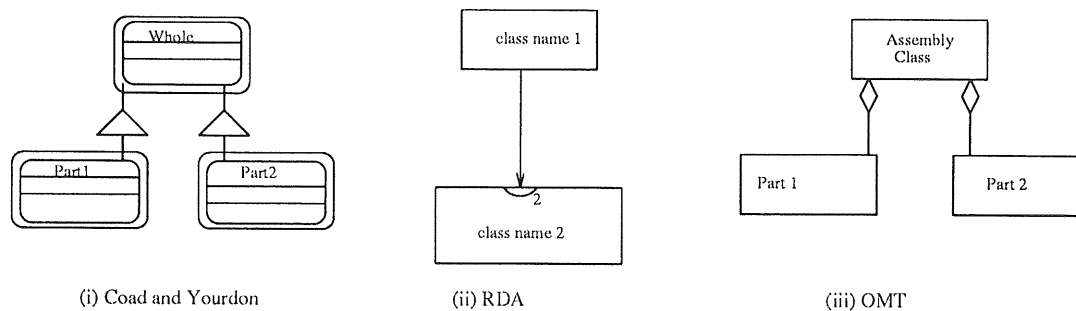 Whole
Part1
Part2
(i) Coad and Yourdon
class name 1
2
class name 2
(ii) RDA
Assembly
Class
Part 1
Part 2
(iii) OMT